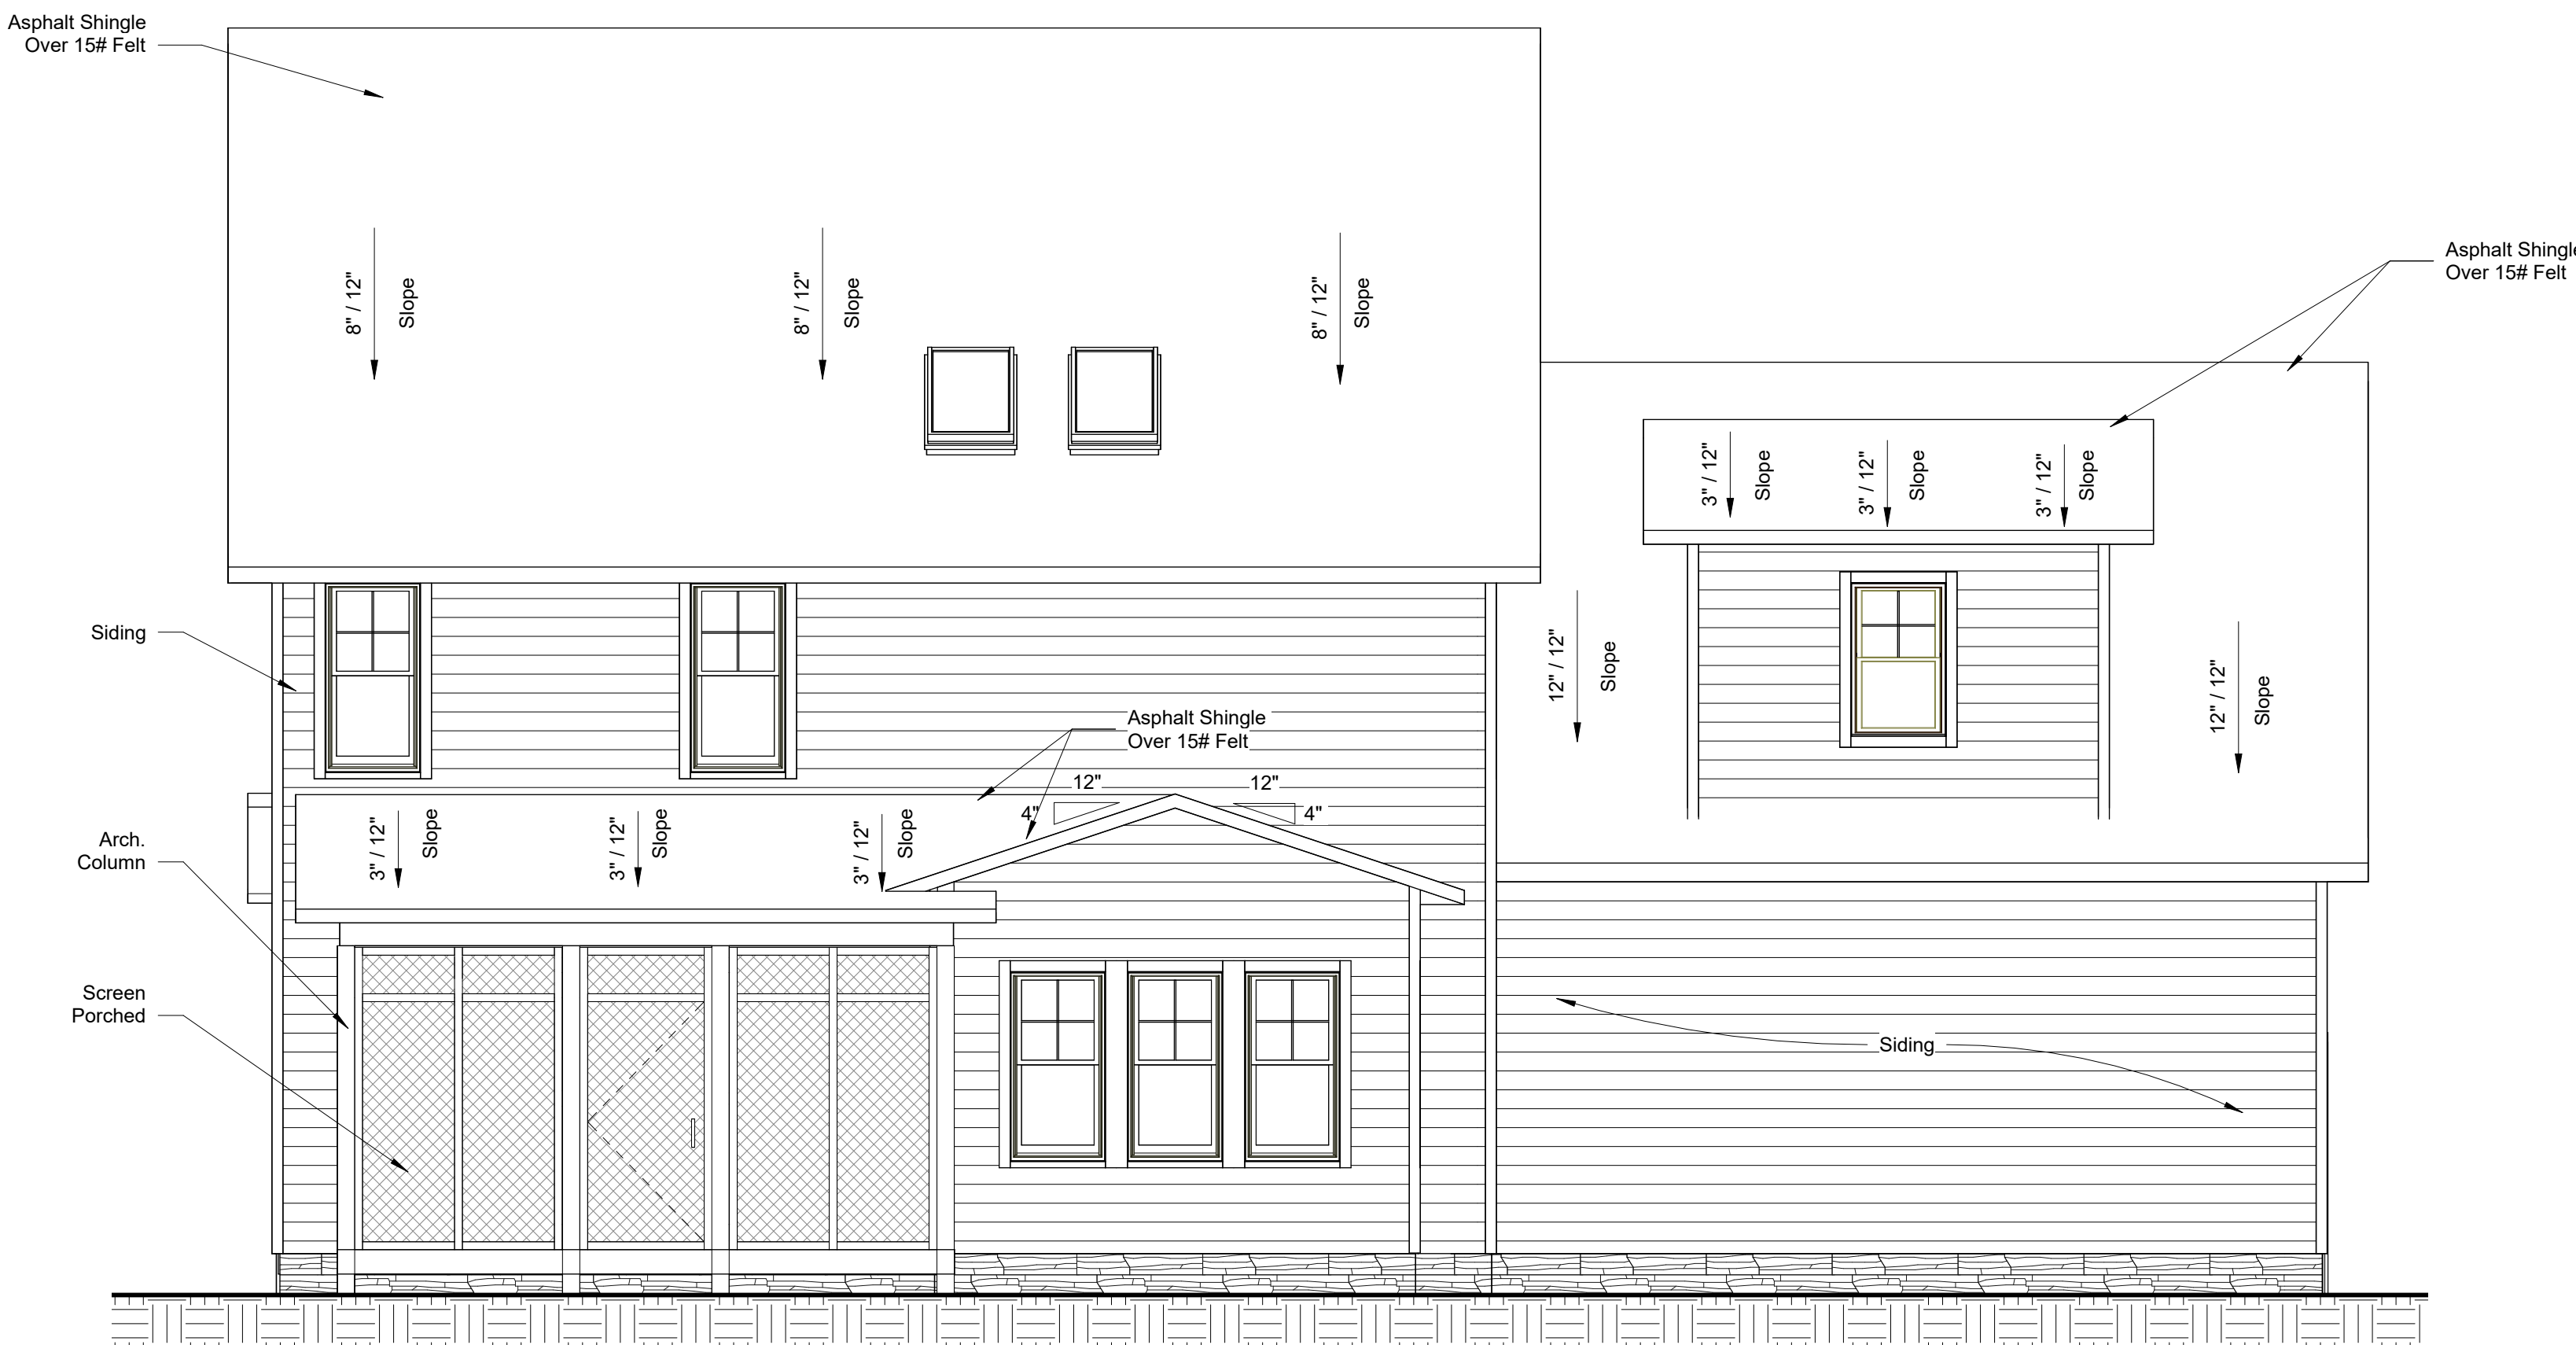 Asphalt Shingle
Over 15# Felt
8" / 12"
Slope
8" / 12"
Slope
8" / 12"
Slope
Asphalt Shingle
Over 15# Felt
3" / 12"
Slope
3" / 12"
Slope
3" / 12"
Slope
Siding
12" / 12"
Slope
12" / 12"
Slope
Asphalt Shingle
Over 15# Felt
12"
12"
4"
4"
3" / 12"
Slope
3" / 12"
Slope
3" / 12"
Slope
Arch.
Column
Screen
Porched
Siding